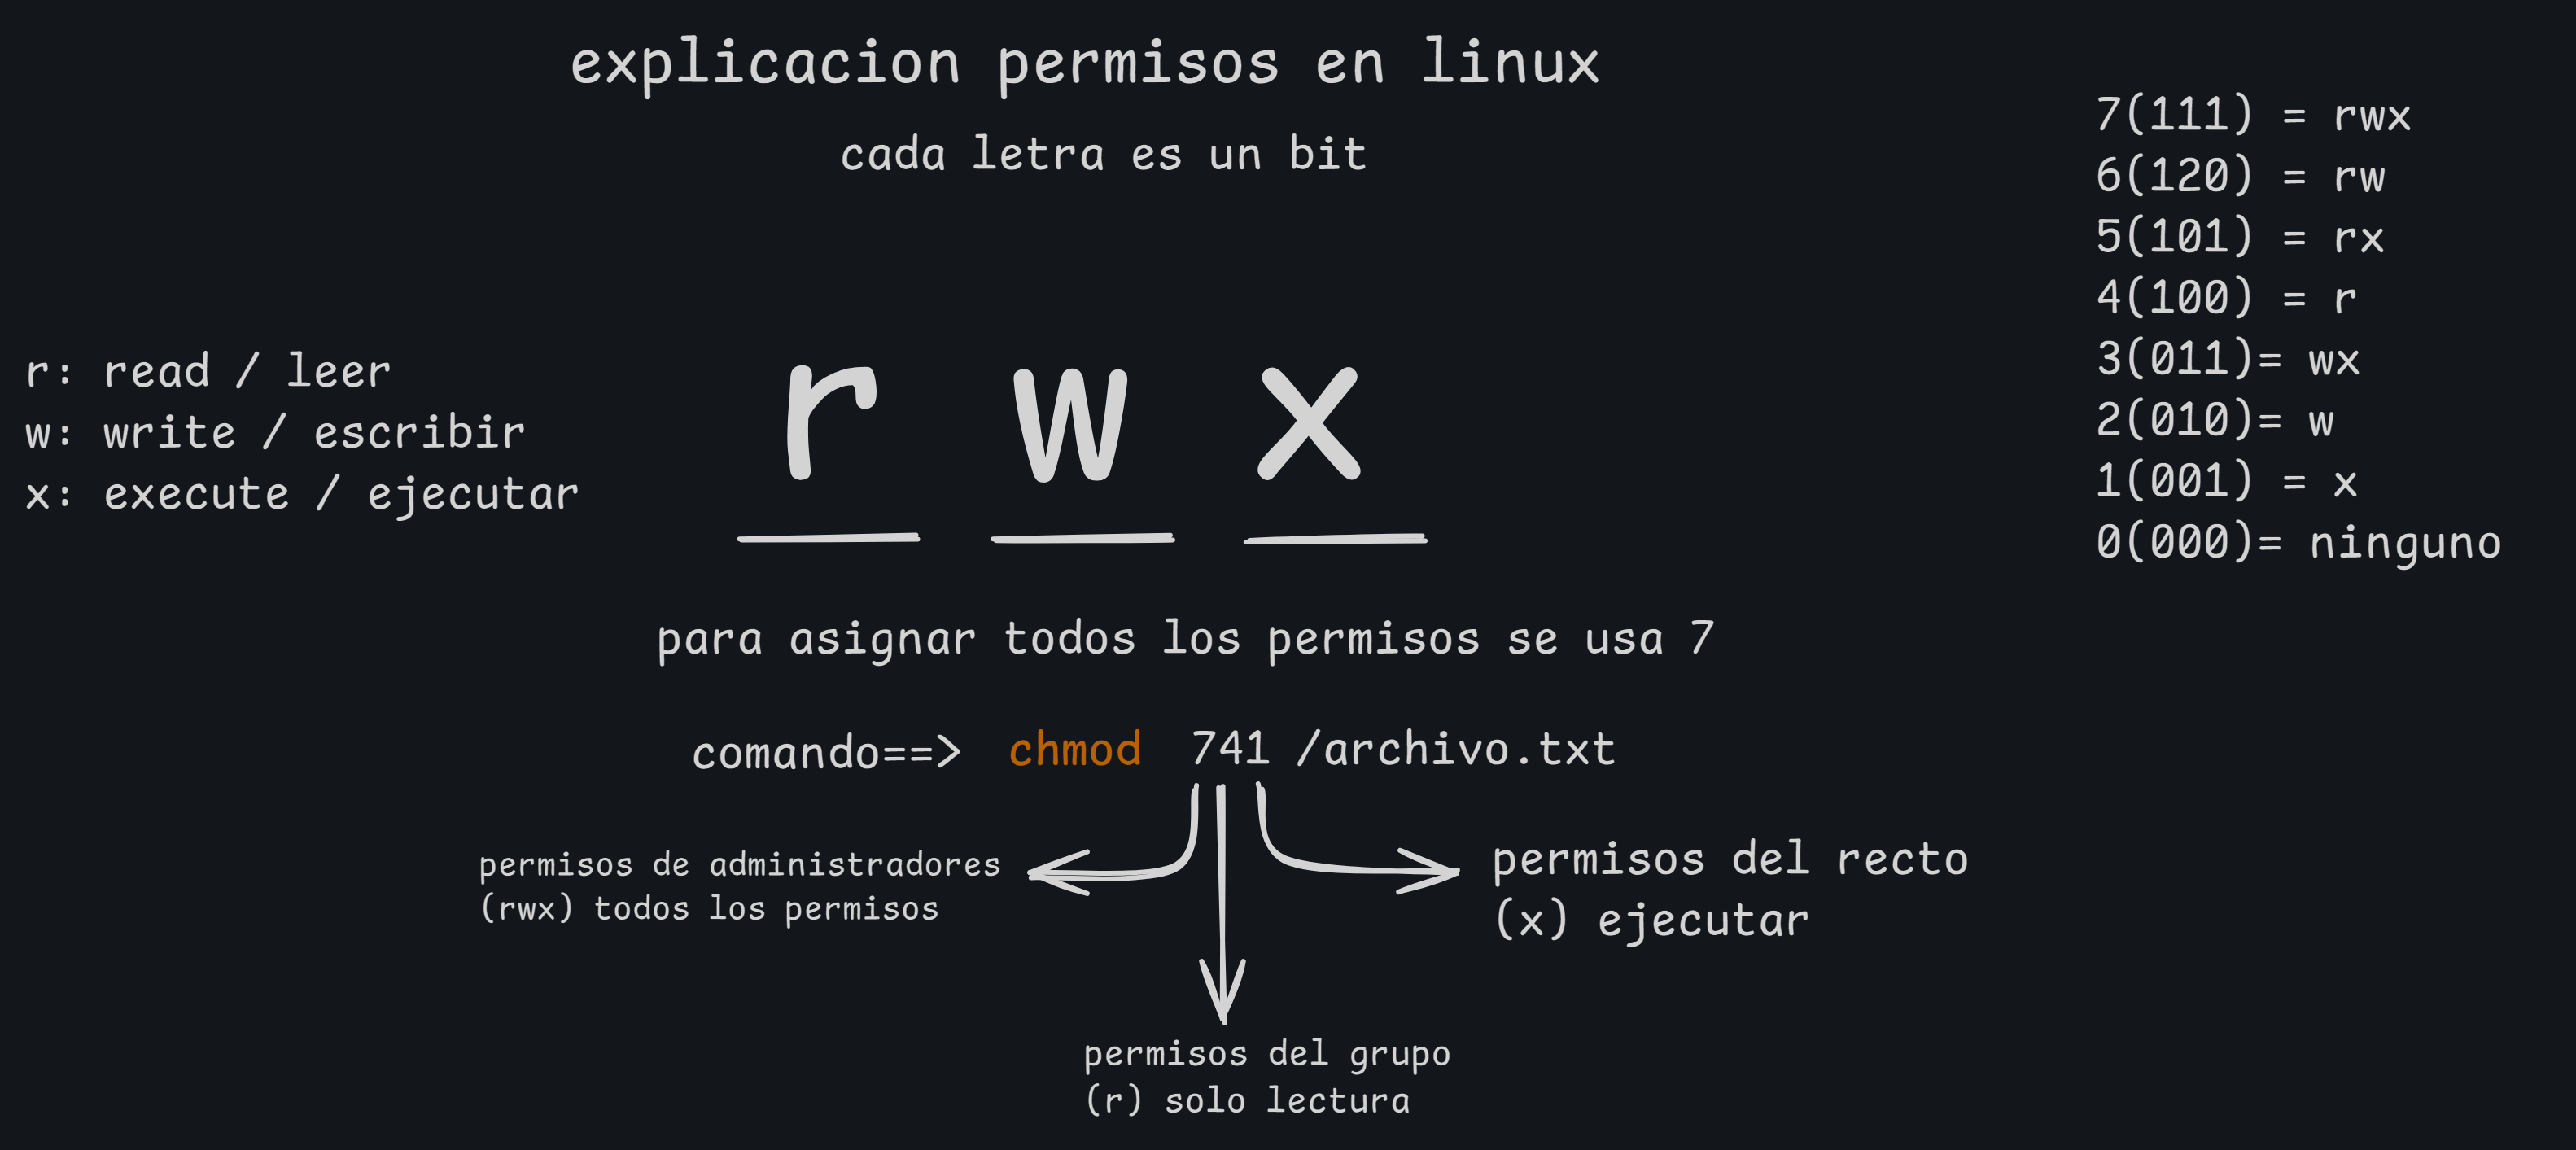 explicacion permisos en linux
cada letra es un bit
r: read / leer
w: write / escribir
x: execute / ejecutar
r w x
7(111) = rwx
6(120) = rw
5(101) = rx
4(100) = r
3(011)= wx
2(010)= w
1(001) = x
0(000)= ninguno
para asignar todos los permisos se usa 7
comando==> chmod 741 /archivo.txt
permisos de administradores
(rwx) todos los permisos
permisos del recto
(x) ejecutar
permisos del grupo
(r) solo lectura